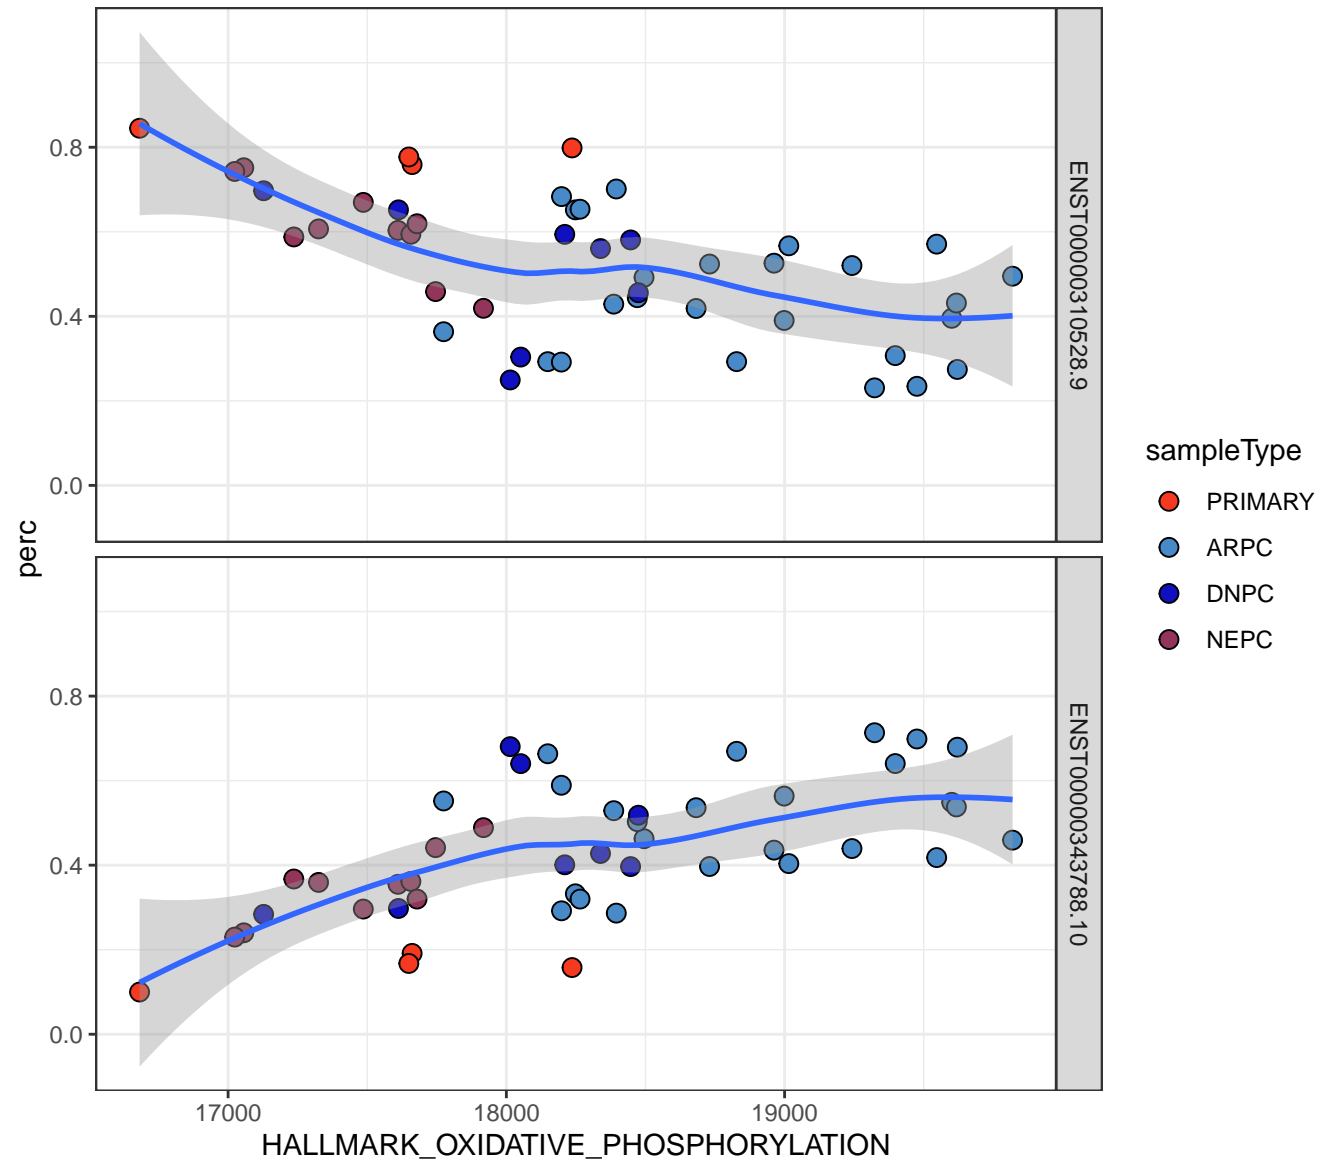 0.8
0.4
0.0
ENST00000310528.9
perc
0.8
0.4
0.0
ENST00000343788.10
17000 18000 19000
HALLMARK_OXIDATIVE_PHOSPHORYLATION
sampleType
PRIMARY
ARPC
DNPC
NEPC